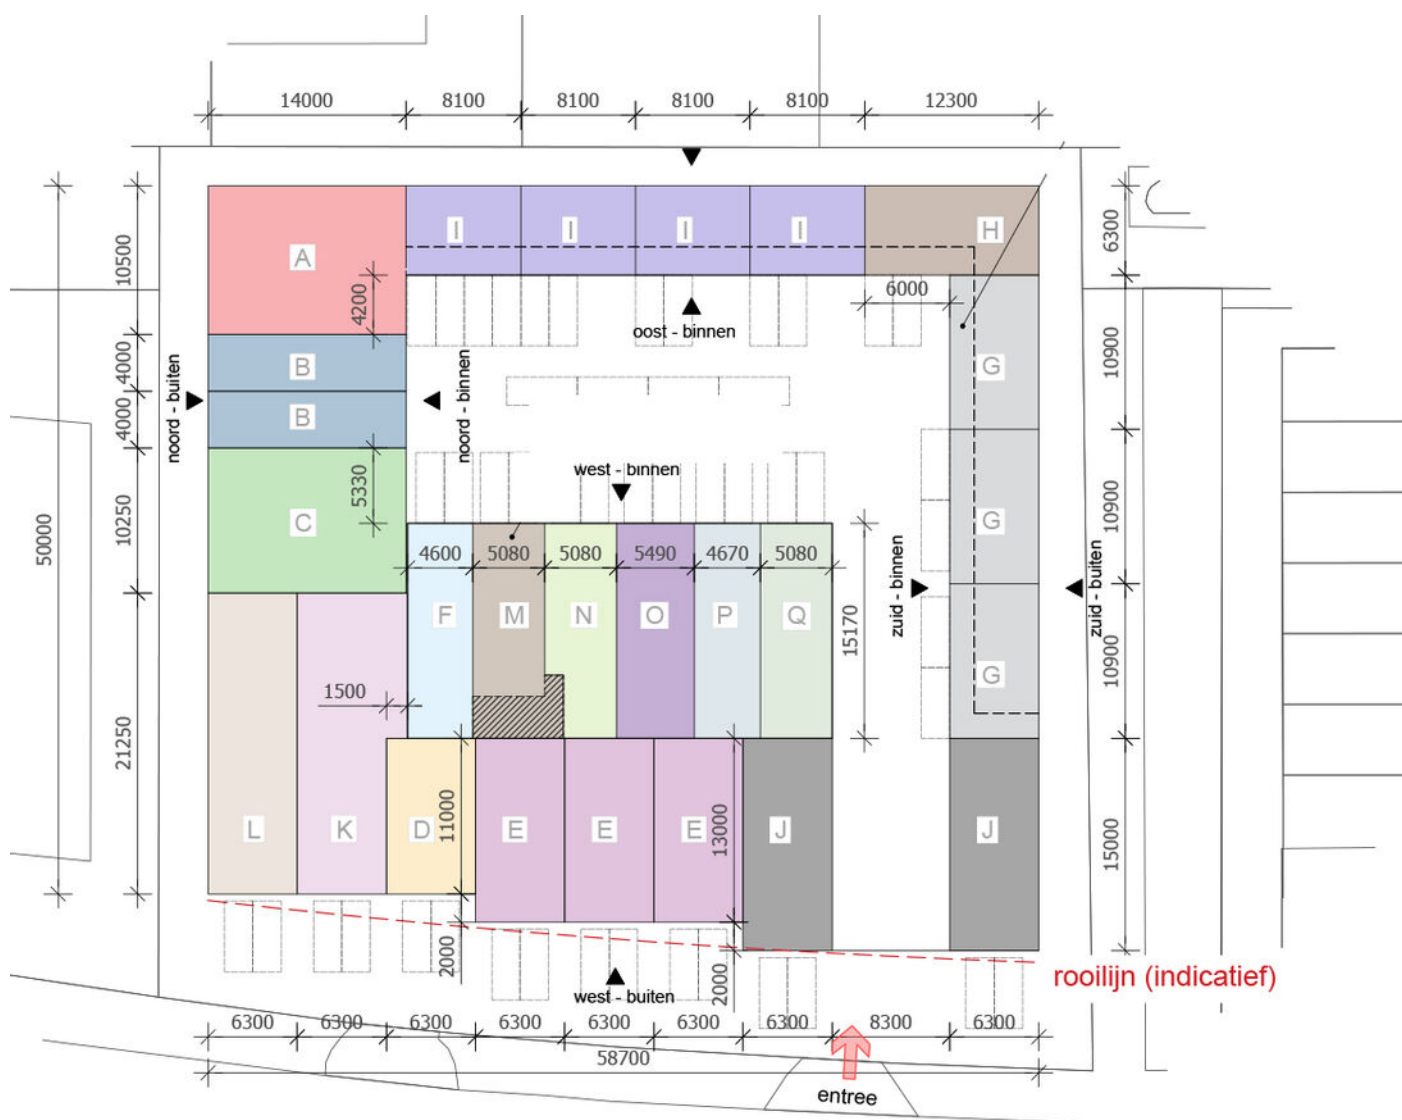 14000 8100 8100 8100 8100 12300
I I I I H
A
10500
6300
4200
6000
oost - binnen
50000
4000
B
G
10900
noord - buiten
noord - binnen
4000
B
west - binnen
5330
10250
C
G
10900
4600 5080 5080 5490 4670 5080
zuid - binnen
zuid - buiten
F M N O P Q
15170
G
10900
1500
21250
L K D E E E J J
11000
13000
15000
2000
2000
rooilijn (indicatief)
west - buiten
6300 6300 6300 6300 6300 6300 6300 8300 6300
58700
entree